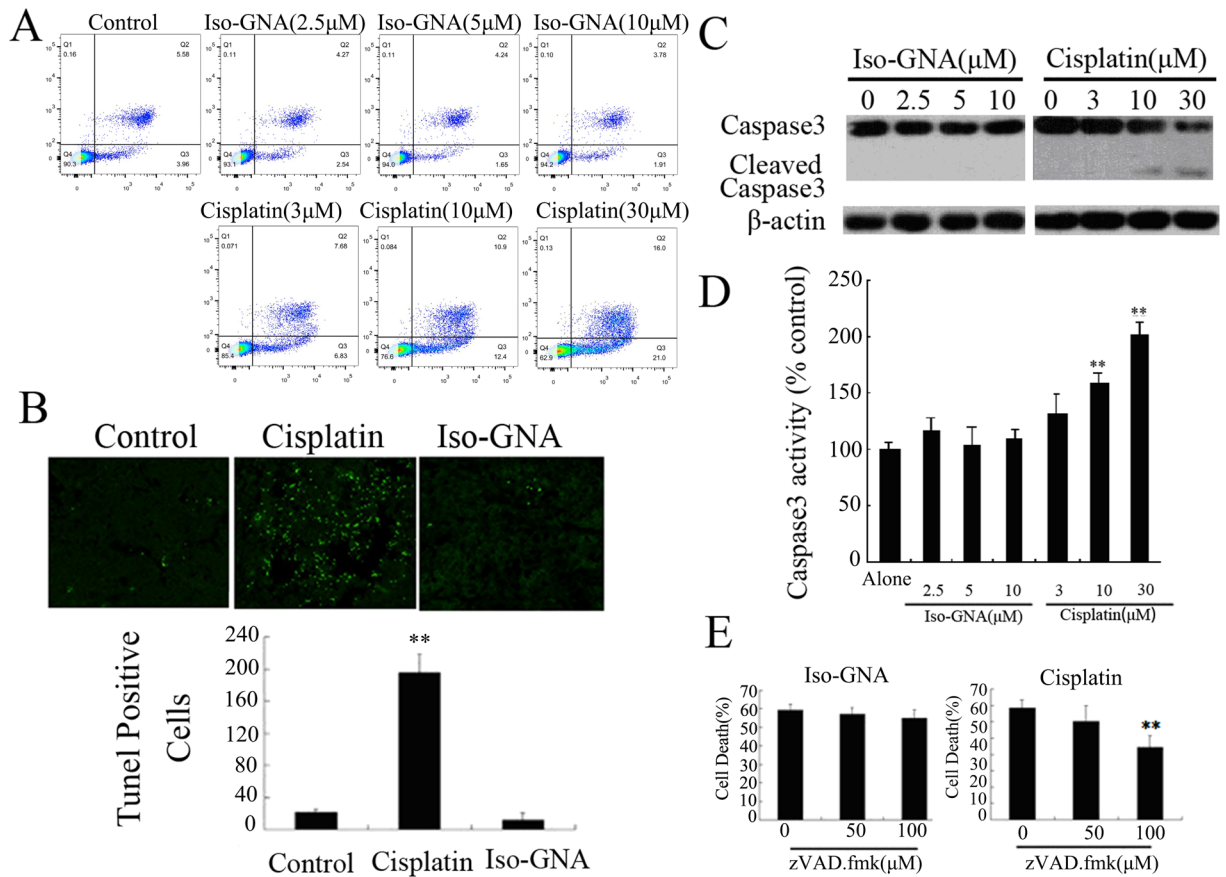 A
Control
Iso-GNA(2.5μM)
Iso-GNA(5μM)
Iso-GNA(10μM)
Q1
0.16
Q2
5.58
Q4
90.3
Q3
3.96
Q1
0.11
Q2
4.27
Q4
93.1
Q3
2.54
Q1
0.11
Q2
4.24
Q4
94.0
Q3
1.65
Q1
0.10
Q2
3.78
Q4
94.2
Q3
1.91
Cisplatin(3μM)
Cisplatin(10μM)
Cisplatin(30μM)
Q1
0.071
Q2
7.68
Q4
85.4
Q3
6.83
Q1
0.084
Q2
10.9
Q4
76.6
Q3
12.4
Q1
0.13
Q2
16.0
Q4
62.9
Q3
21.0
B
Control
Cisplatin
Iso-GNA
Tunel Positive
Cells
240
200
160
120
80
40
0
**
Control
Cisplatin
Iso-GNA
C
Iso-GNA(μM)
Cisplatin(μM)
0 2.5 5 10
0 3 10 30
Caspase3
Cleaved
Caspase3
β-actin
D
Caspase3 activity (% control)
250
200
150
100
50
0
**
**
Alone
2.5 5 10
3 10 30
Iso-GNA(μM)
Cisplatin(μM)
E
Iso-GNA
Cell Death(%)
70
60
50
40
30
20
10
0
0 50 100
zVAD.fmk(μM)
Cisplatin
Cell Death(%)
70
60
50
40
30
20
10
0
**
0 50 100
zVAD.fmk(μM)